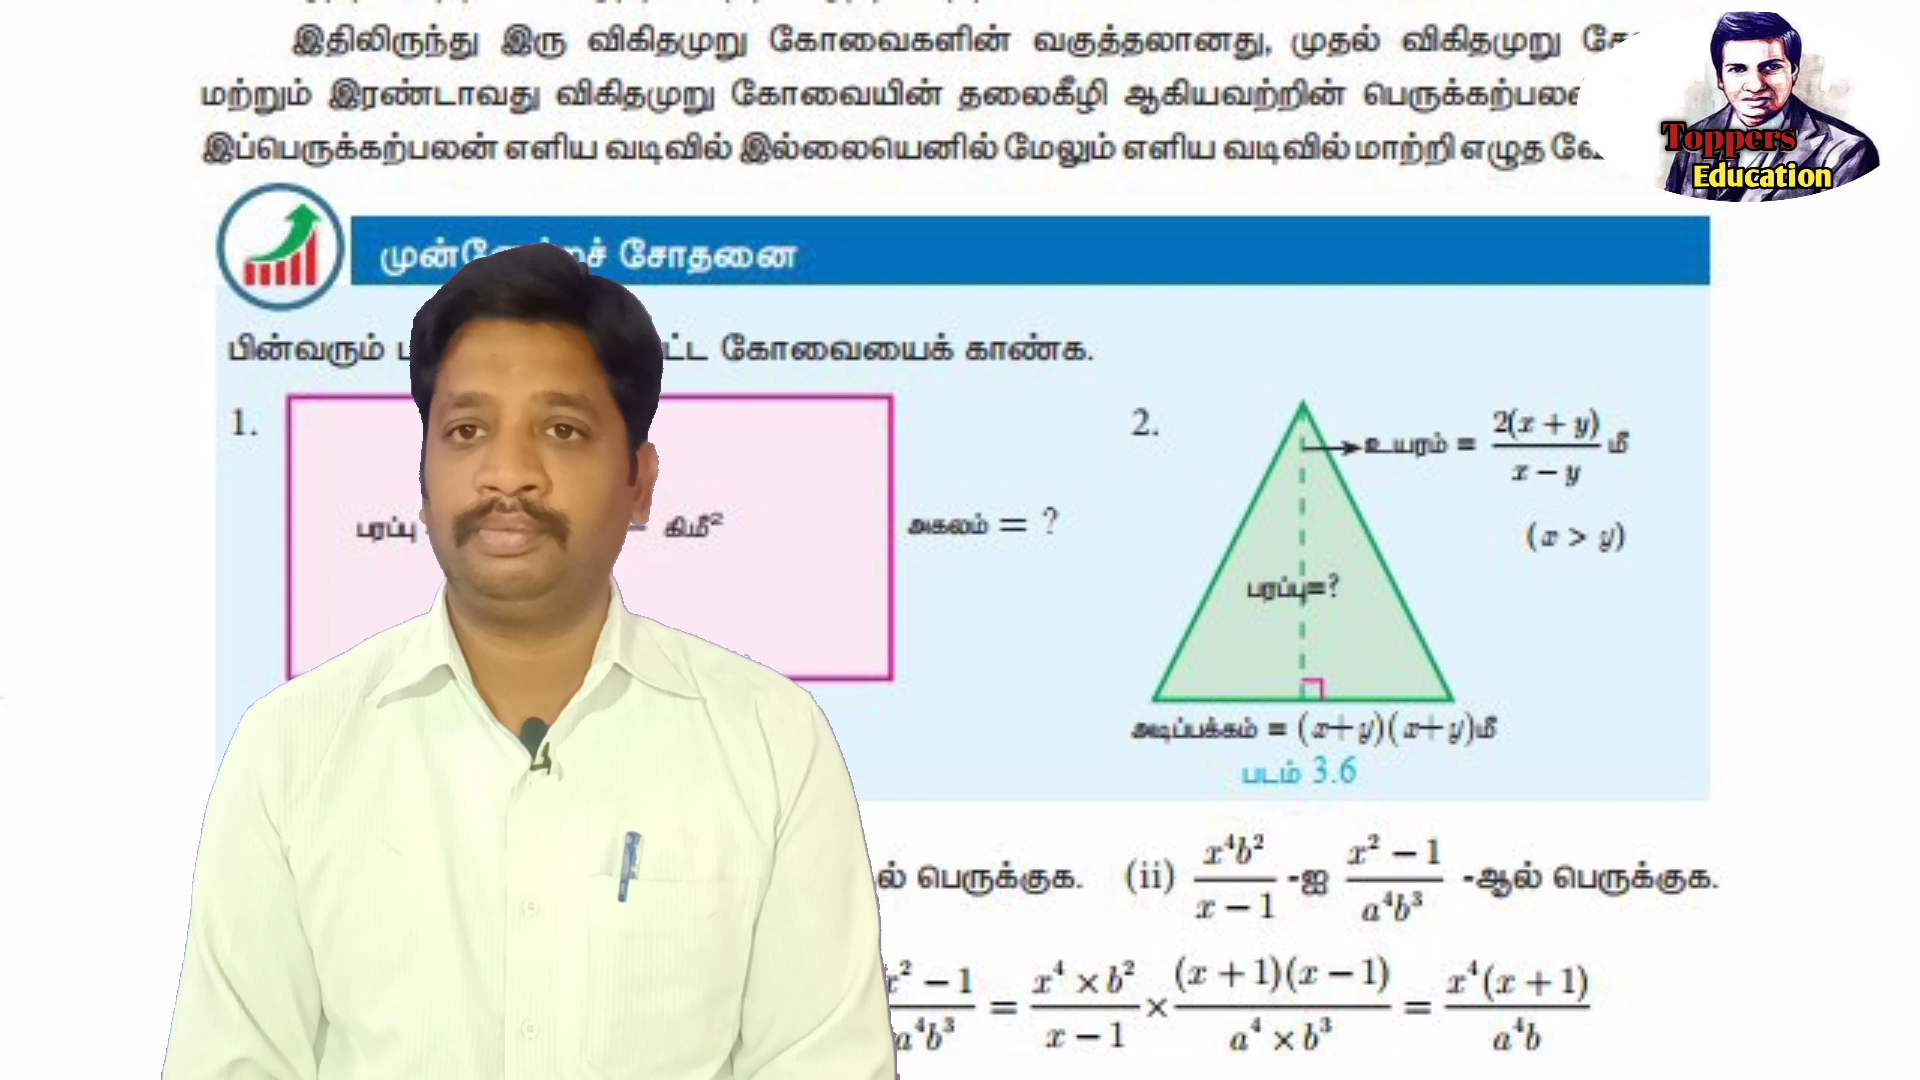 இதிலிருந்து இரு விகிதமுறு கோவைகளின் வகுத்தலானது, முதல் விகிதமுறு
மற்றும் இரண்டாவது விகிதமுறு கோவையின் தலைகீழி ஆகியவற்றின்
இப்பெருக்கற்பலன் எளிய வடிவில் இல்லையெனில் மேலும் எளிய வடிவில் மாற்றி எழுத
Toppers
Education
சோதனை
பின்வரும் கோவையைக் காண்க.
1.
பரப்பு கிமீ²
அகலம் = ?
2.
உயரம் = 2(x + y)/(x − y) மீ
(x > y)
பரப்பு=?
அடிப்பக்கம் = (x+y)(x+y)மீ
படம் 3.6
பெருக்குக. (ii) x⁴b²/(x − 1) -ஐ (x² − 1)/(a⁴b³) -ஆல் பெருக்குக.
(x² − 1)/(a⁴b³) = (x⁴ × b²)/(x − 1) × ((x + 1)(x − 1))/(a⁴ × b³) = (x⁴(x + 1))/(a⁴b)